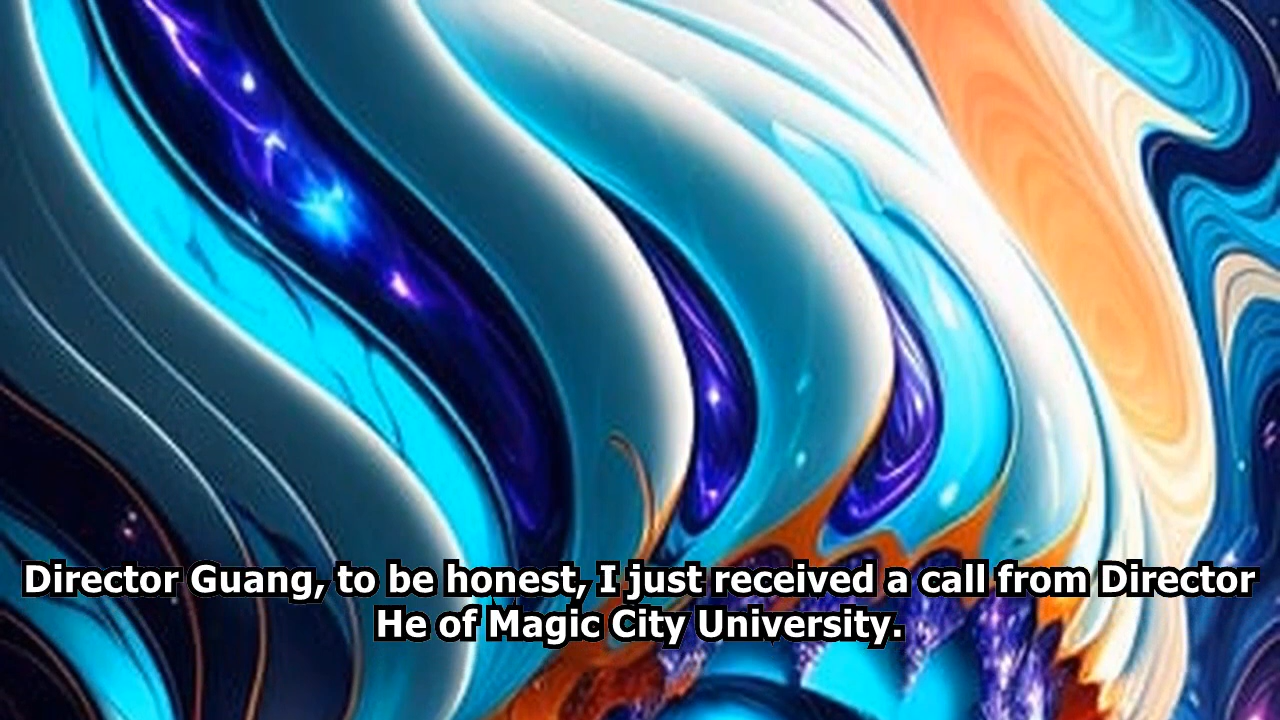 Director Guang, to be honest, I just received a call from Director
He of Magic City University.